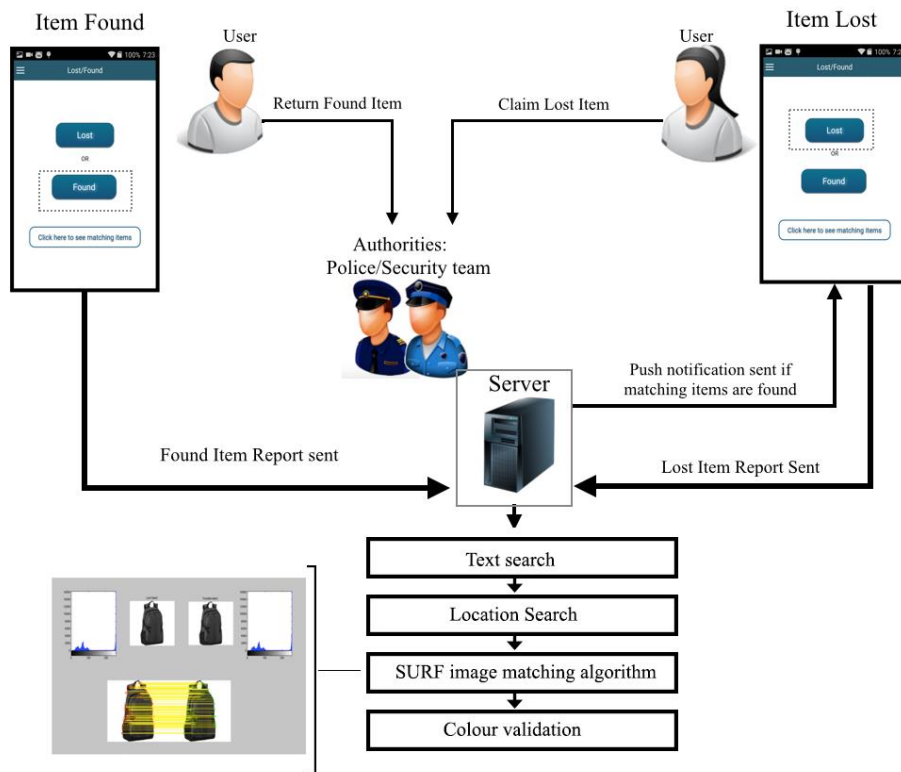 Item Found
Item Lost
User
User
100% 7:23
Lost/Found
Lost
OR
Found
Click here to see matching items
Return Found Item
Claim Lost Item
100%
Lost/Found
Lost
OR
Found
Click here to see matching items
Authorities:
Police/Security team
Server
Push notification sent if
matching items are found
Found Item Report sent
Lost Item Report Sent
Text search
Location Search
SURF image matching algorithm
Colour validation